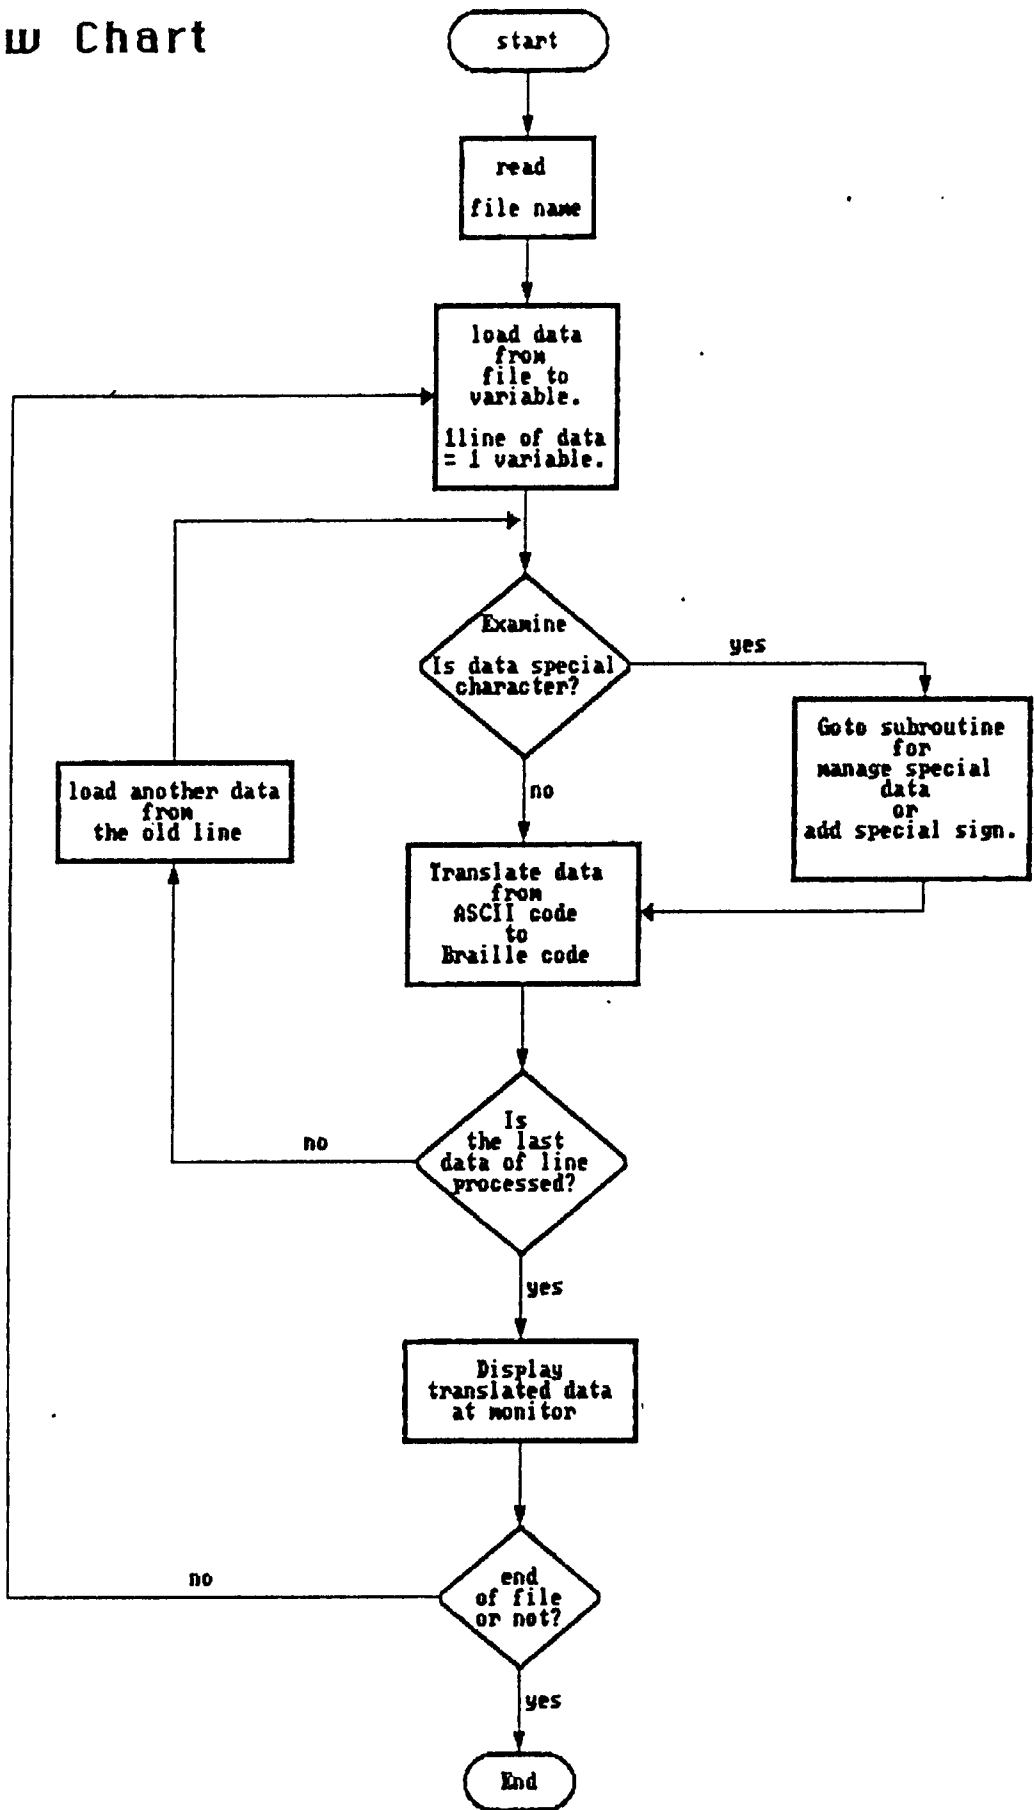 w Chart
start
read
file name
load data
from
file to
variable.
1line of data
= 1 variable.
Examine
Is data special
character?
yes
Goto subroutine
for
manage special
data
or
add special sign.
no
load another data
from
the old line
Translate data
from
ASCII code
to
Braille code
Is
the last
data of line
processed?
no
yes
Display
translated data
at monitor
end
of file
or not?
no
yes
End